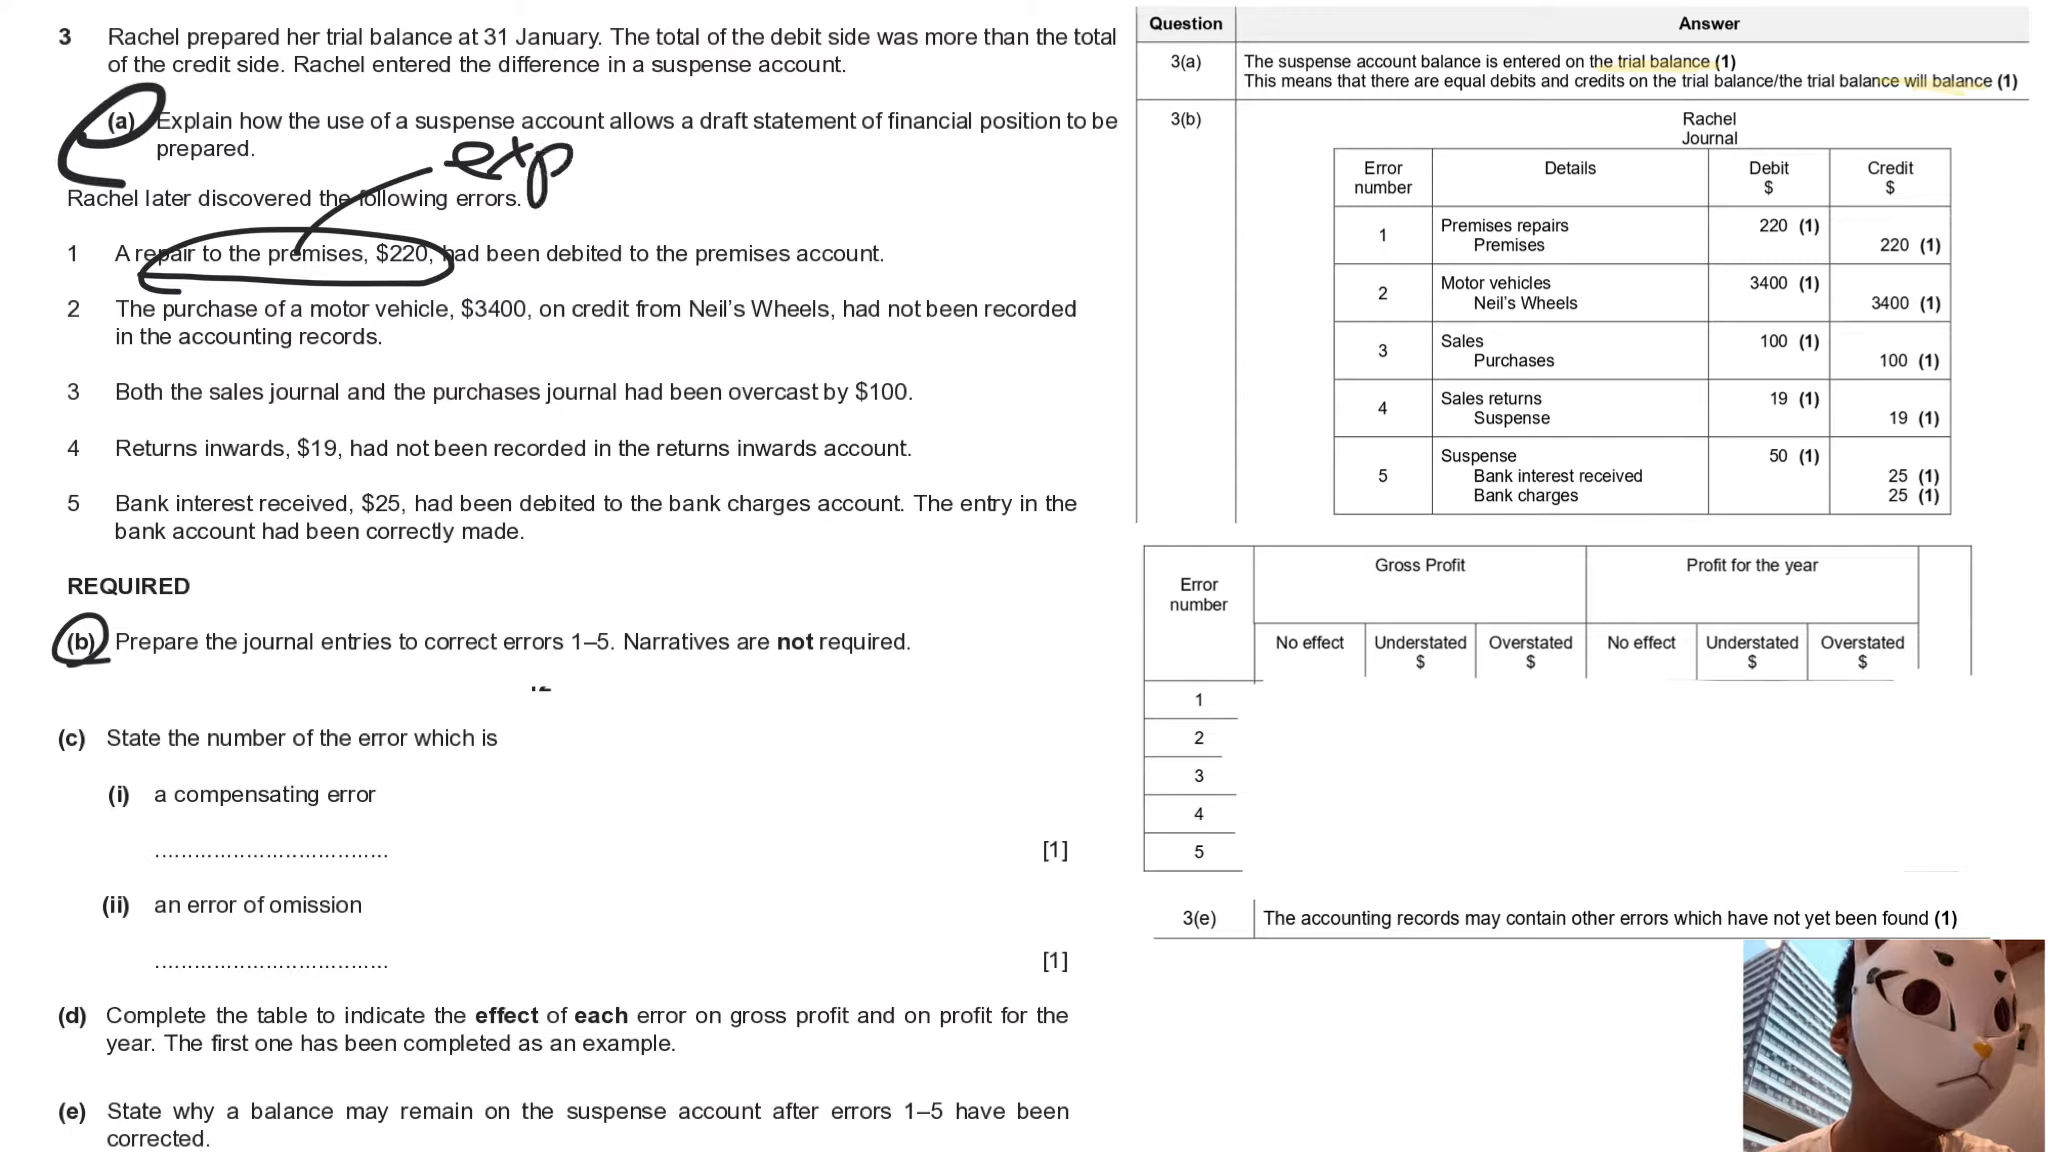 3 Rachel prepared her trial balance at 31 January. The total of the debit side was more than the total
of the credit side. Rachel entered the difference in a suspense account.
(a) Explain how the use of a suspense account allows a draft statement of financial position to be
prepared.
exp
Rachel later discovered the following errors.
1 A repair to the premises, $220, had been debited to the premises account.
2 The purchase of a motor vehicle, $3400, on credit from Neil's Wheels, had not been recorded
in the accounting records.
3 Both the sales journal and the purchases journal had been overcast by $100.
4 Returns inwards, $19, had not been recorded in the returns inwards account.
5 Bank interest received, $25, had been debited to the bank charges account. The entry in the
bank account had been correctly made.
REQUIRED
(b) Prepare the journal entries to correct errors 1–5. Narratives are not required.
(c) State the number of the error which is
(i) a compensating error
................................... [1]
(ii) an error of omission
................................... [1]
(d) Complete the table to indicate the effect of each error on gross profit and on profit for the
year. The first one has been completed as an example.
(e) State why a balance may remain on the suspense account after errors 1–5 have been
corrected.
Question Answer
3(a) The suspense account balance is entered on the trial balance (1)
This means that there are equal debits and credits on the trial balance/the trial balance will balance (1)
3(b) Rachel
Journal
Error number Details Debit $ Credit $
1 Premises repairs 220 (1)
Premises 220 (1)
2 Motor vehicles 3400 (1)
Neil's Wheels 3400 (1)
3 Sales 100 (1)
Purchases 100 (1)
4 Sales returns 19 (1)
Suspense 19 (1)
5 Suspense 50 (1)
Bank interest received 25 (1)
Bank charges 25 (1)
Error number Gross Profit Profit for the year
No effect Understated $ Overstated $ No effect Understated $ Overstated $
1
2
3
4
5
3(e) The accounting records may contain other errors which have not yet been found (1)